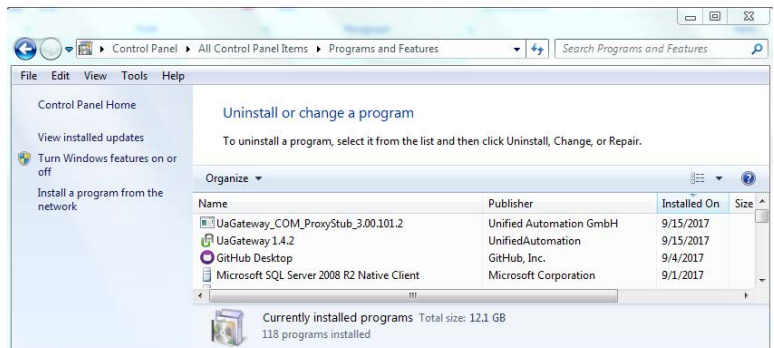 Control Panel ▸ All Control Panel Items ▸ Programs and Features
Search Programs and Features
File Edit View Tools Help
Control Panel Home
View installed updates
Turn Windows features on or
off
Install a program from the
network
Uninstall or change a program
To uninstall a program, select it from the list and then click Uninstall, Change, or Repair.
Organize
Name Publisher Installed On Size
UaGateway_COM_ProxyStub_3.00.101.2 Unified Automation GmbH 9/15/2017
UaGateway 1.4.2 UnifiedAutomation 9/15/2017
GitHub Desktop GitHub, Inc. 9/4/2017
Microsoft SQL Server 2008 R2 Native Client Microsoft Corporation 9/1/2017
Currently installed programs Total size: 12.1 GB
118 programs installed